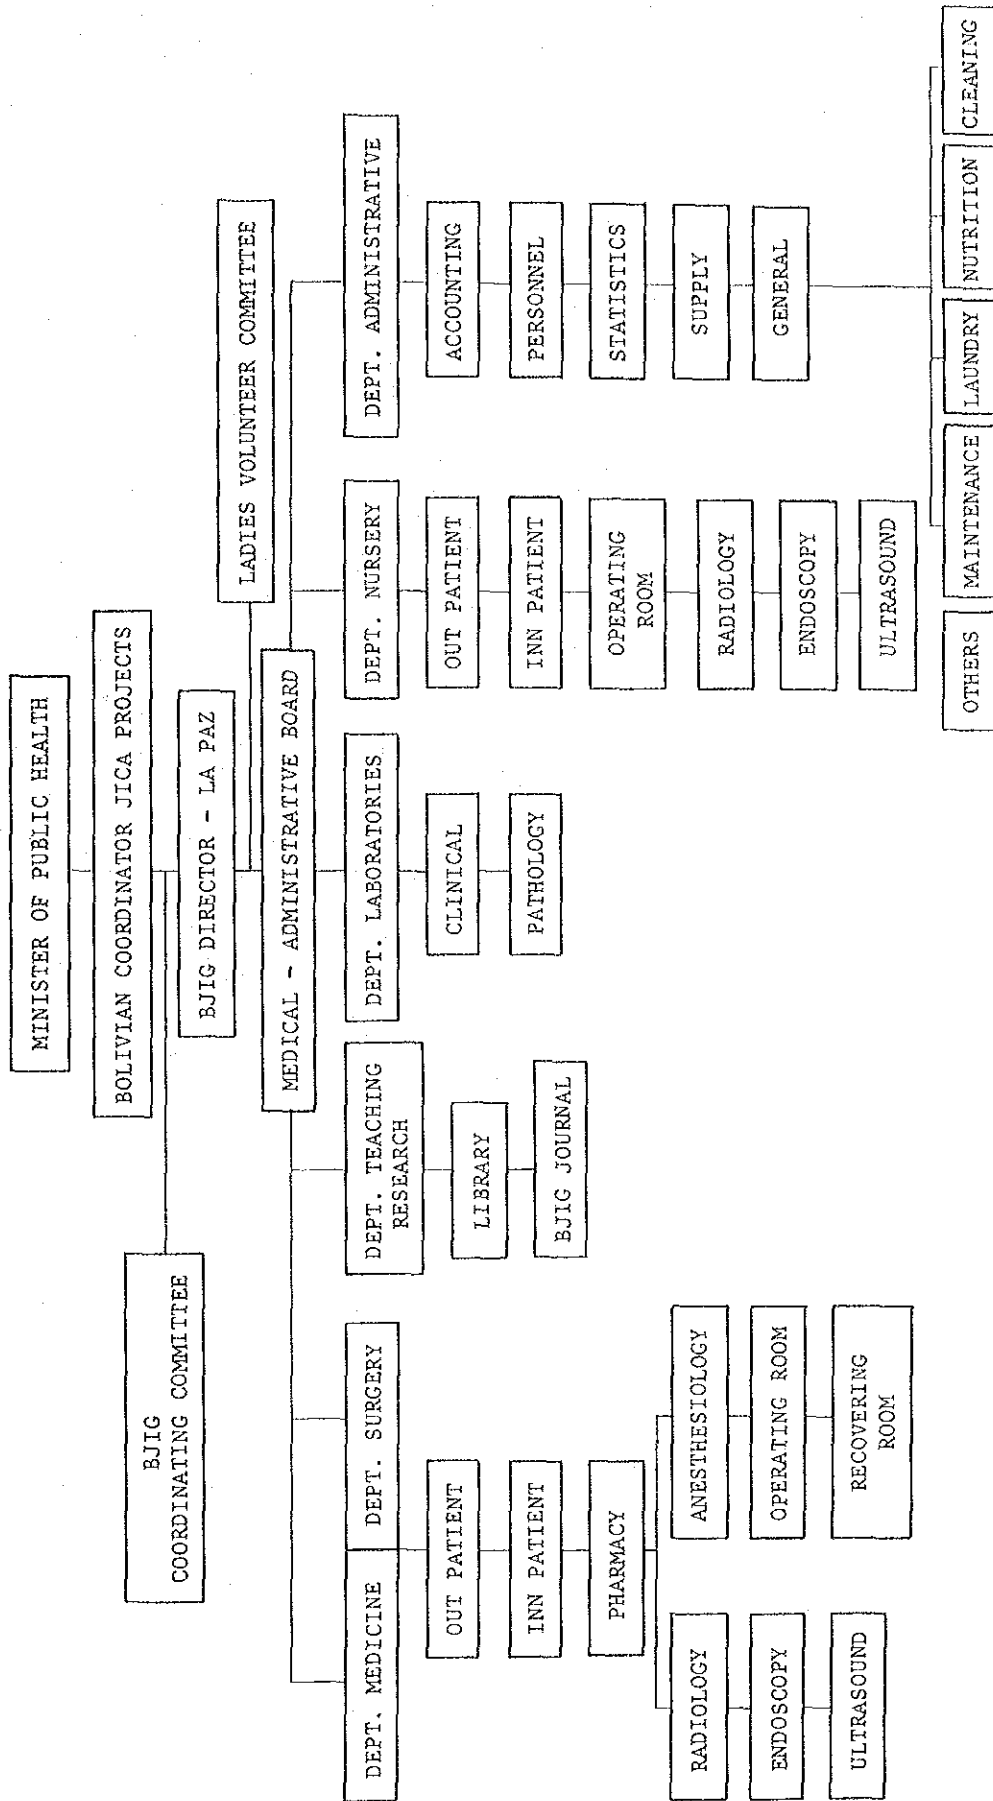 MINISTER OF PUBLIC HEALTH
BOLIVIAN COORDINATOR JICA PROJECTS
BJIG
COORDINATING COMMITTEE
BJIG DIRECTOR - LA PAZ
LADIES VOLUNTEER COMMITTEE
MEDICAL - ADMINISTRATIVE BOARD
DEPT. MEDICINE
DEPT. SURGERY
DEPT. TEACHING
RESEARCH
DEPT. LABORATORIES
DEPT. NURSERY
DEPT. ADMINISTRATIVE
OUT PATIENT
INN PATIENT
PHARMACY
RADIOLOGY
ENDOSCOPY
ULTRASOUND
ANESTHESIOLOGY
OPERATING ROOM
RECOVERING
ROOM
LIBRARY
BJIG JOURNAL
CLINICAL
PATHOLOGY
OUT PATIENT
INN PATIENT
OPERATING
ROOM
RADIOLOGY
ENDOSCOPY
ULTRASOUND
ACCOUNTING
PERSONNEL
STATISTICS
SUPPLY
GENERAL
OTHERS
MAINTENANCE
LAUNDRY
NUTRITION
CLEANING